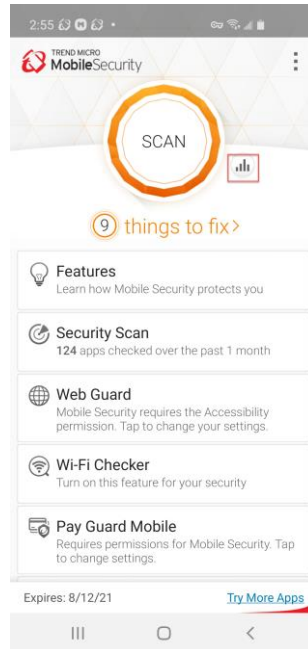 2:55
TREND MICRO
MobileSecurity
SCAN
9 things to fix>
Features
Learn how Mobile Security protects you
Security Scan
124 apps checked over the past 1 month
Web Guard
Mobile Security requires the Accessibility
permission. Tap to change your settings.
Wi-Fi Checker
Turn on this feature for your security
Pay Guard Mobile
Requires permissions for Mobile Security. Tap
to change settings.
Expires: 8/12/21 Try More Apps